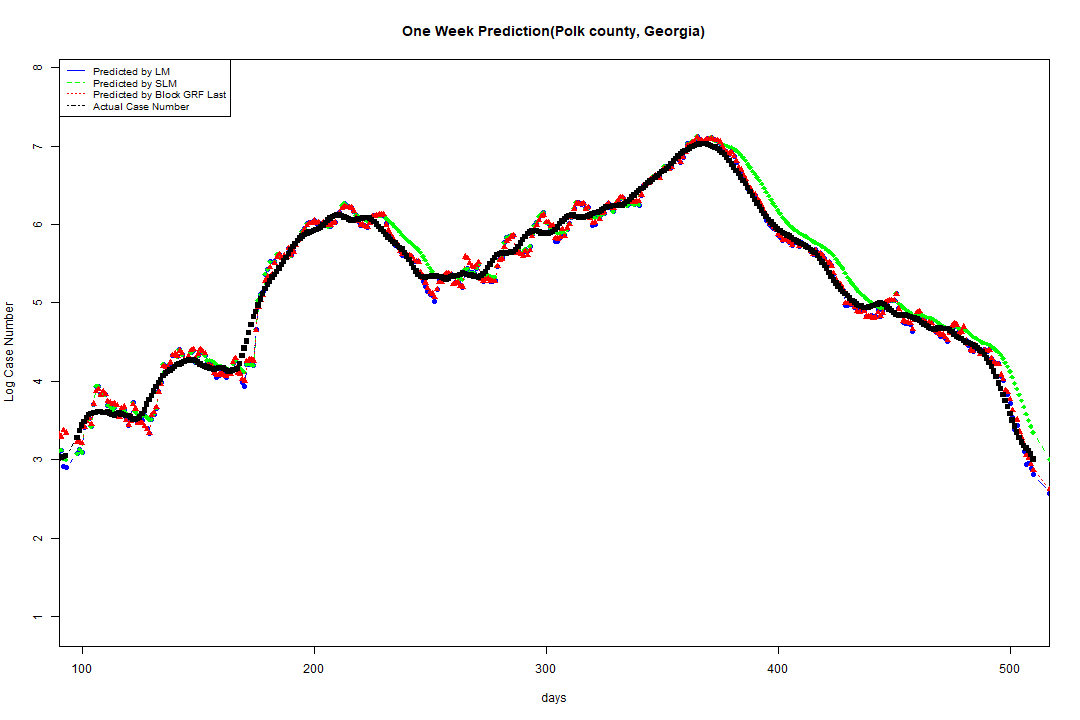 One Week Prediction(Polk county, Georgia)
Predicted by LM
Predicted by SLM
Predicted by Block GRF Last
Actual Case Number
8
7
6
5
4
3
2
1
Log Case Number
100 200 300 400 500
days